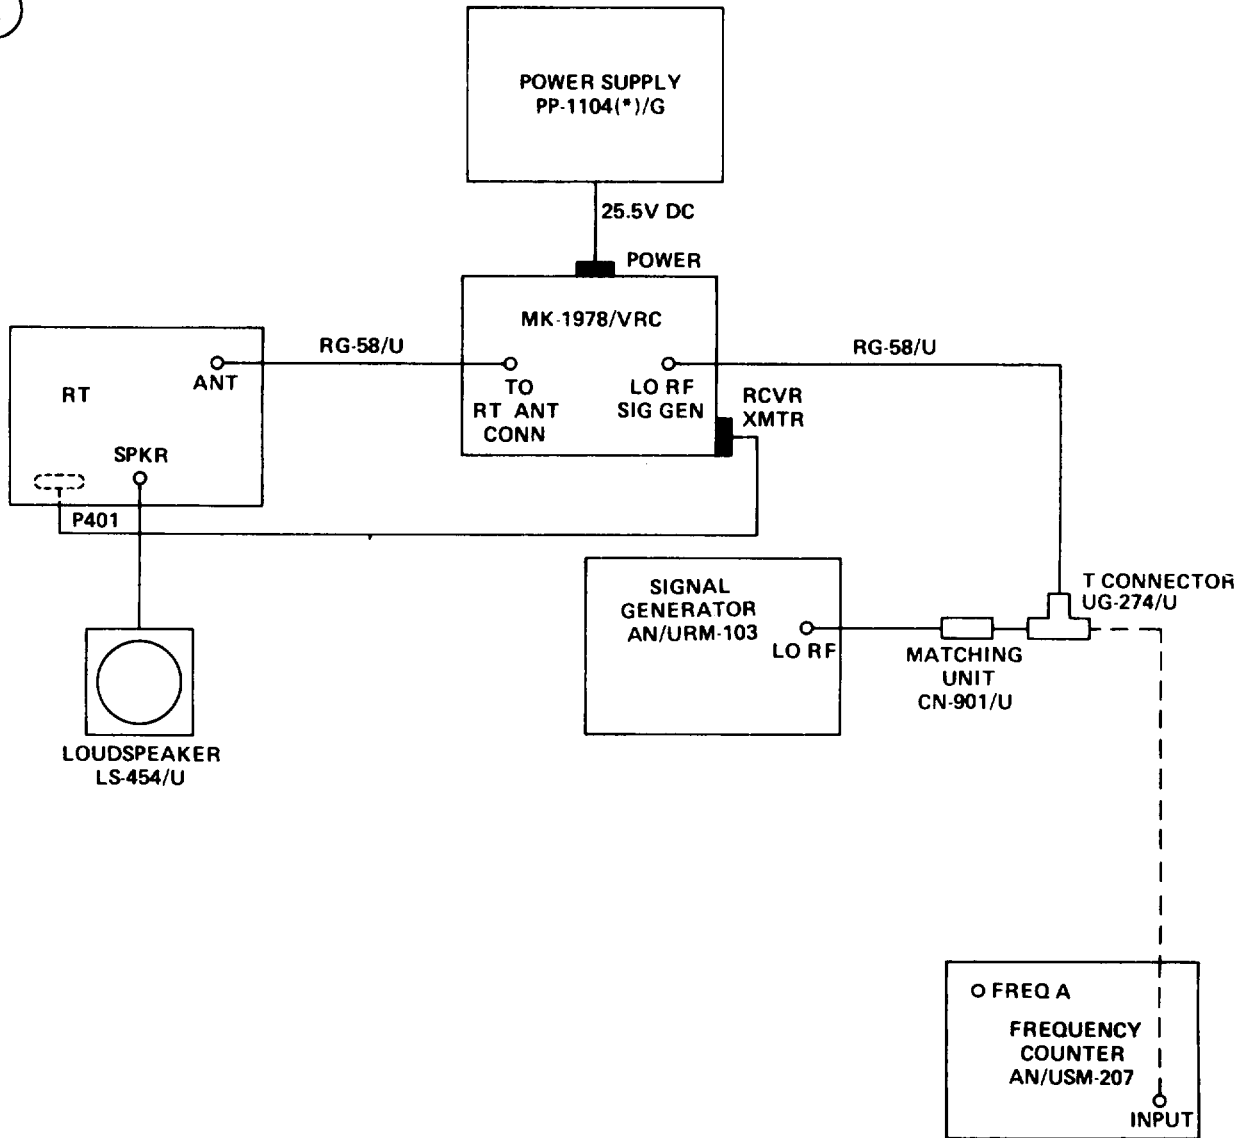 POWER SUPPLY
PP-1104(*)/G
25.5V DC
POWER
MK-1978/VRC
RG-58/U
RG-58/U
RT
ANT
TO
RT ANT
CONN
LO RF
SIG GEN
RCVR
XMTR
SPKR
P401
SIGNAL
GENERATOR
AN/URM-103
LO RF
T CONNECTOR
UG-274/U
MATCHING
UNIT
CN-901/U
LOUDSPEAKER
LS-454/U
FREQ A
FREQUENCY
COUNTER
AN/USM-207
INPUT